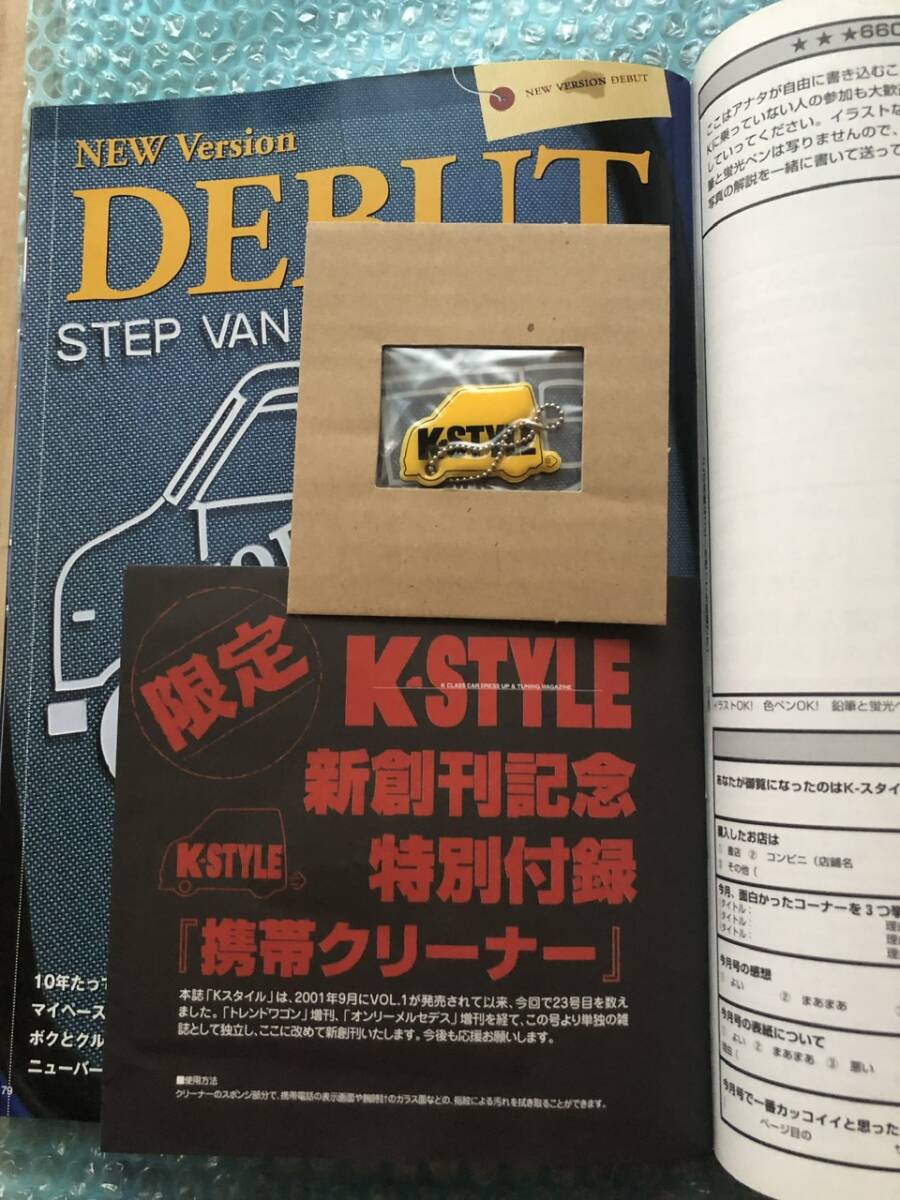 NEW VERSION DEBUT
NEW Version
DEBUT
STEP VAN
K-STYLE
限定
K-STYLE
K CLASS CAR DRESS UP & TUNING MAGAZINE
新創刊記念
特別付録
K-STYLE
『携帯クリーナー』
本誌「Kスタイル」は、2001年9月にVOL.1が発売されて以来、今回で23号目を数え
ました。「トレンドワゴン」増刊、「オンリーメルセデス」増刊を経て、この号より単独の雑
誌として独立し、ここに改めて新創刊いたします。今後も応援お願いします。
■使用方法
クリーナーのスポンジ部分で、携帯電話の表示画面や腕時計のガラス面などの、指紋による汚れを拭き取ることができます。
10年たって
マイペース
ボクとクル
ニューバー
79
★ ★ ★660
ここはアナタが自由に書き込むこ
Kに乗っていない人の参加も大歓
していってください。イラストな
筆と蛍光ペンは写りませんので、
写真の解説を一緒に書いて送って
イラストOK! 色ペンOK! 鉛筆と蛍光ペ
あなたが御覧になったのはK-スタイ
購入したお店は
① 書店 ② コンビニ（店舗名
③ その他（
今月、面白かったコーナーを3つ挙
タイトル： 理
タイトル： 理
タイトル： 理
今月号の感想
① よい ② まあまあ
今月号の表紙について
① よい ② まあまあ ③ 悪い
理由（
今月号で一番カッコイイと思った
ページ目の